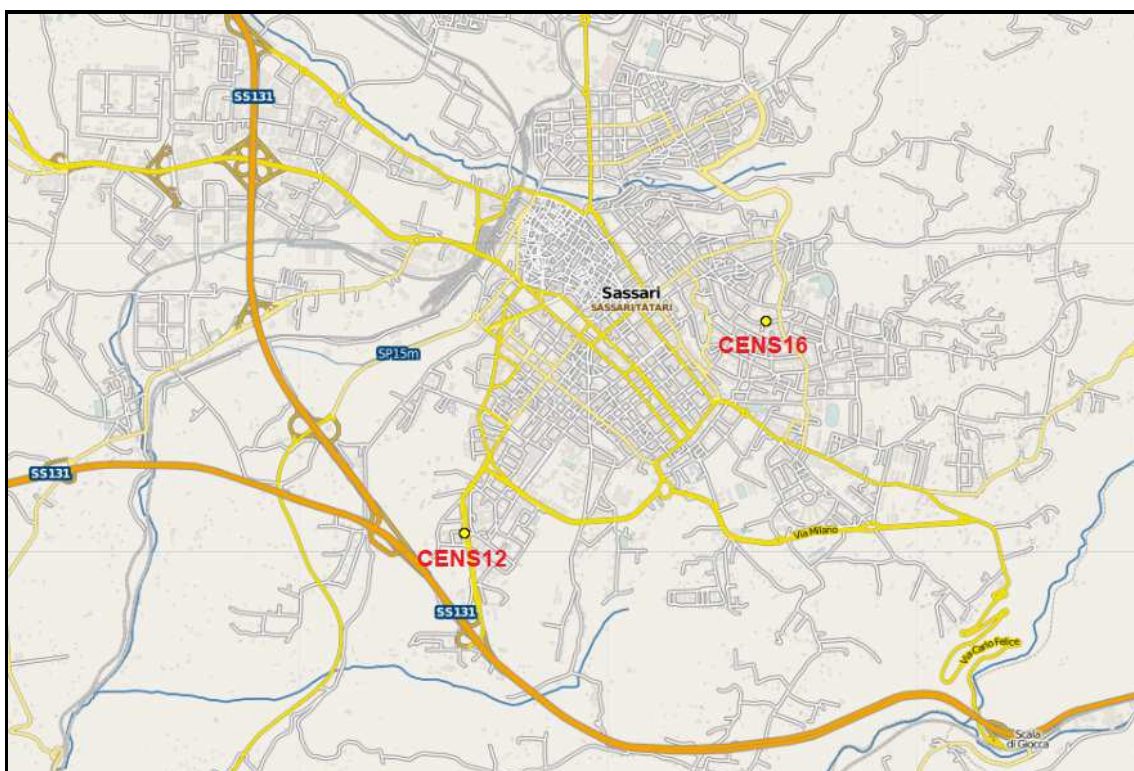 SS131
Sassari
SASSARI/TATARI
CENS16
SP15m
SS131
Via Milano
CENS12
SS131
Via Carlo Felice
Scala
di Giocca